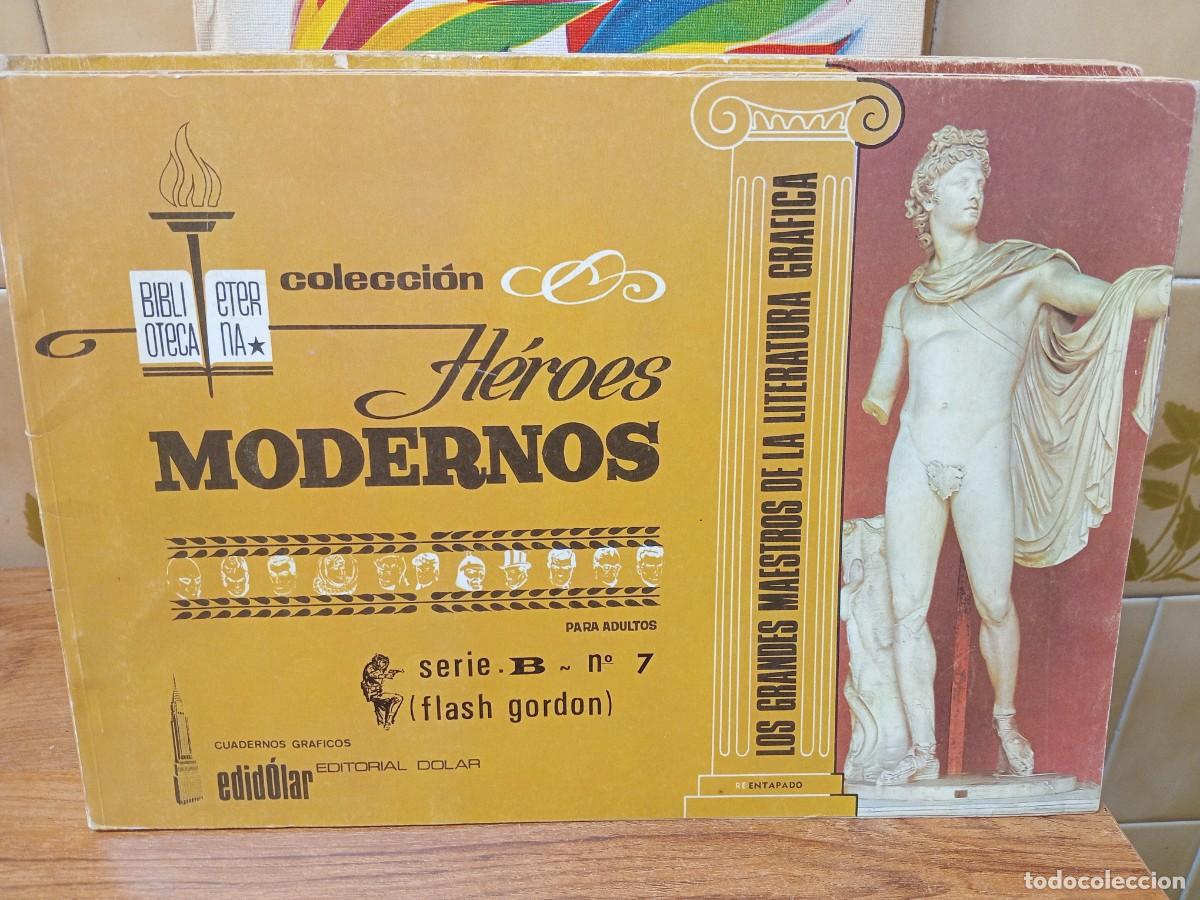 BIBLI ETER
OTECA NA★
colección
Héroes
MODERNOS
PARA ADULTOS
serie.B ~ nº 7
(flash gordon)
CUADERNOS GRAFICOS
edidÓlar EDITORIAL DOLAR
LOS GRANDES MAESTROS DE LA LITERATURA GRAFICA
REENTAPADO
todocoleccion